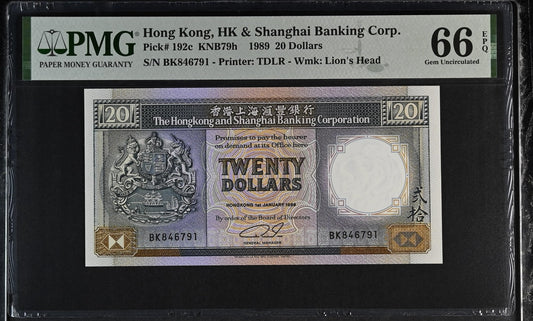 PMG
PAPER MONEY GUARANTY
Hong Kong, HK & Shanghai Banking Corp.
Pick# 192c KNB79h 1989 20 Dollars
S/N BK846791 - Printer: TDLR - Wmk: Lion's Head
66 EPQ
Gem Uncirculated
20
香港上海滙豐銀行
20
The Hongkong and Shanghai Banking Corporation
Promises to pay the bearer
on demand at its Office here
TWENTY
DOLLARS
HONGKONG 1st JANUARY 1989
By order of the Board of Directors
GENERAL MANAGER
貳拾
BK846791
BK846791